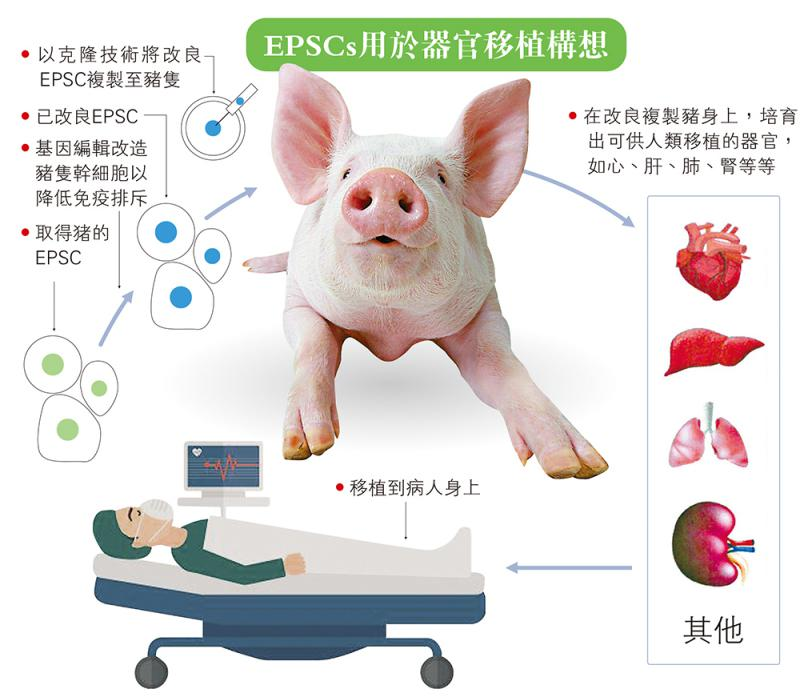 EPSCs用於器官移植構想
以克隆技術將改良
EPSC複製至豬隻
已改良EPSC
基因編輯改造
豬隻幹細胞以
降低免疫排斥
取得猪的
EPSC
在改良複製豬身上，培育
出可供人類移植的器官，
如心、肝、肺、腎等等
其他
移植到病人身上